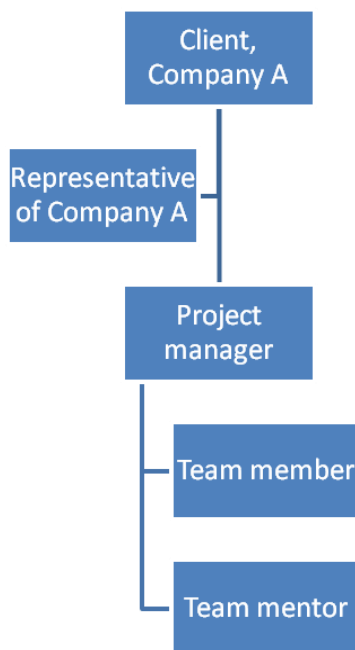 Client,
Company A
Representative
of Company A
Project
manager
Team member
Team mentor